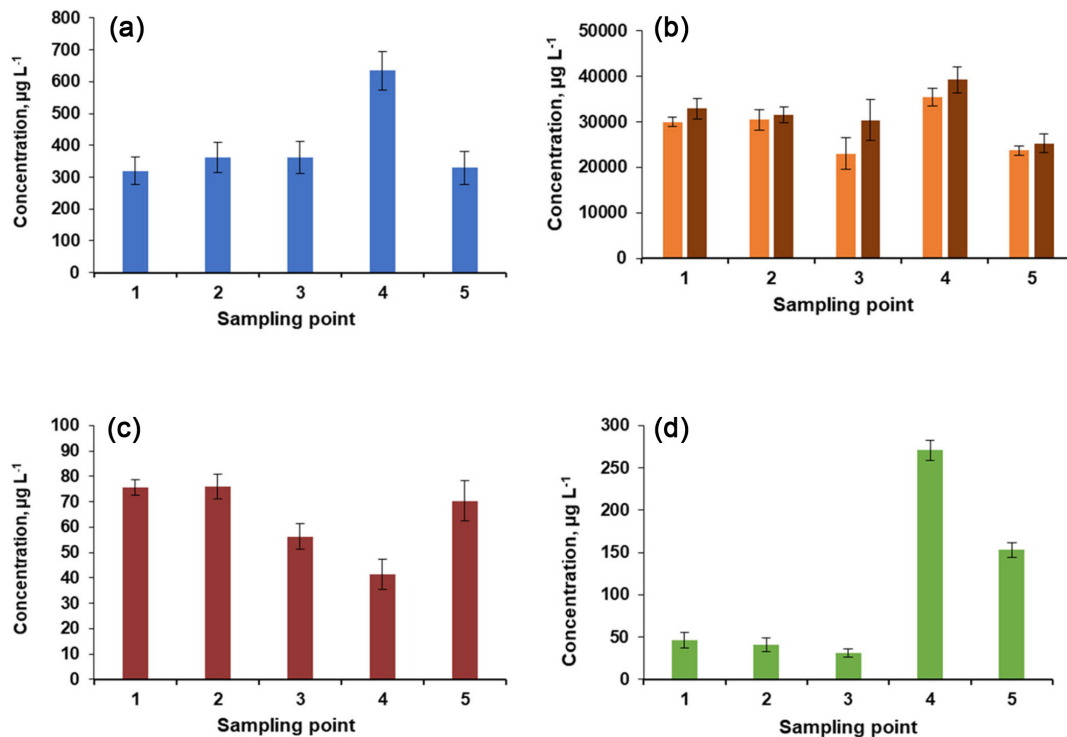 (a)
Concentration, µg L⁻¹
800
700
600
500
400
300
200
100
0
1 2 3 4 5
Sampling point
(b)
Concentration, µg L⁻¹
50000
40000
30000
20000
10000
0
1 2 3 4 5
Sampling point
(c)
Concentration, µg L⁻¹
100
90
80
70
60
50
40
30
20
10
0
1 2 3 4 5
Sampling point
(d)
Concentration, µg L⁻¹
300
250
200
150
100
50
0
1 2 3 4 5
Sampling point